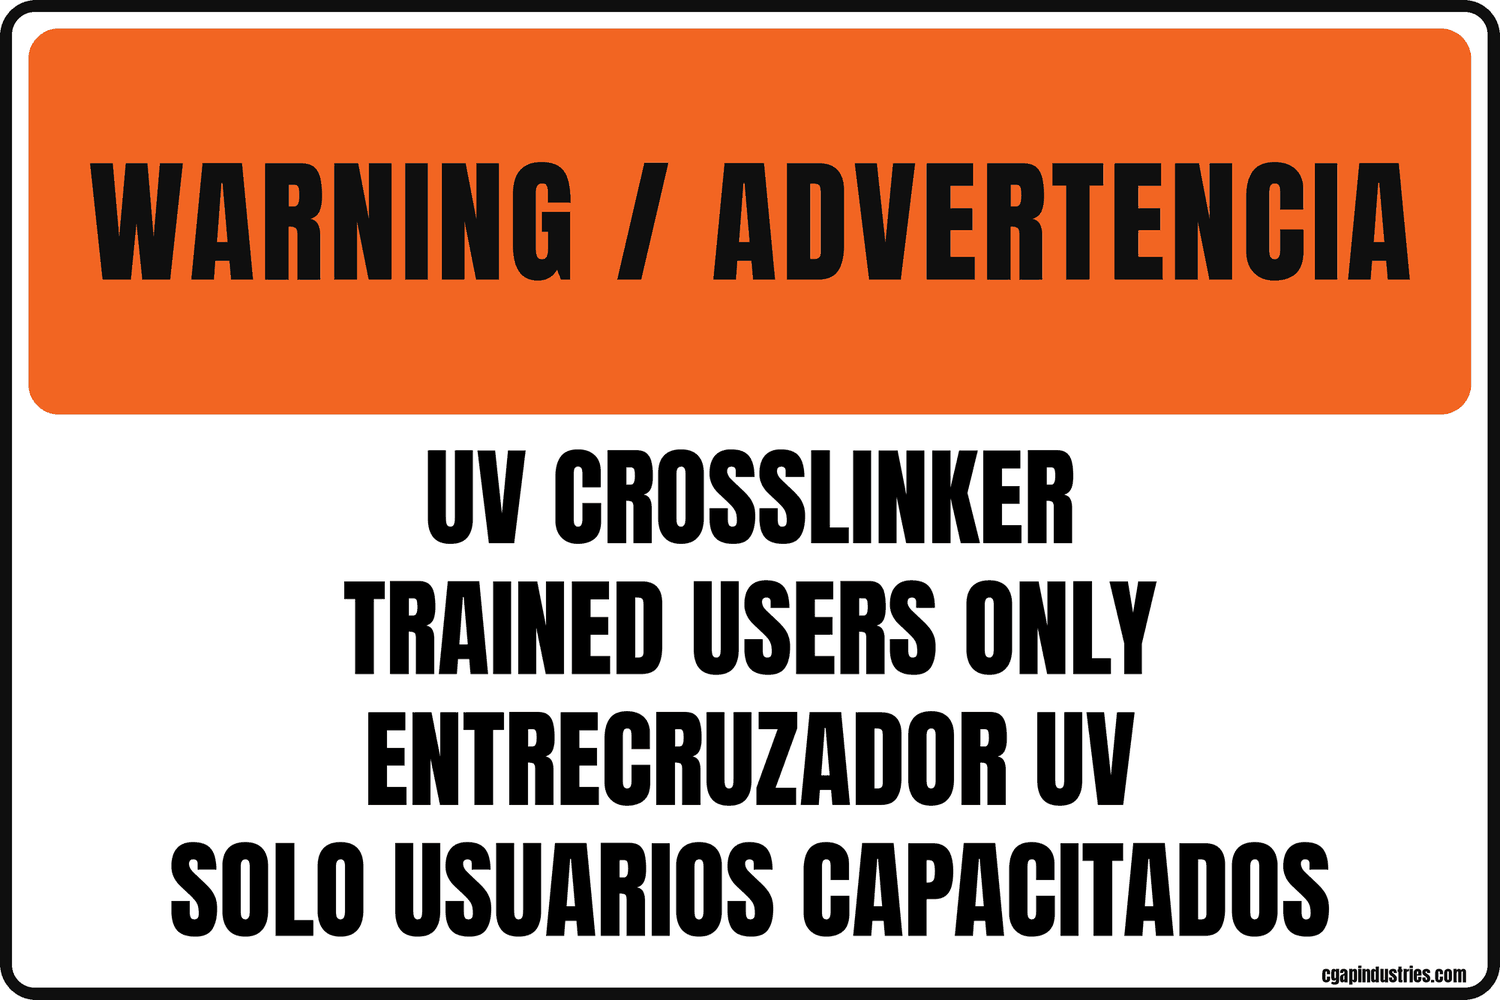 WARNING / ADVERTENCIA
UV CROSSLINKER
TRAINED USERS ONLY
ENTRECRUZADOR UV
SOLO USUARIOS CAPACITADOS
cgapindustries.com